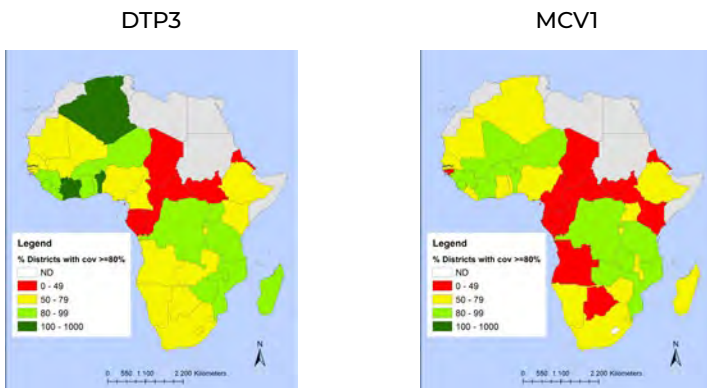 DTP3
MCV1
Legend
% Districts with cov >=80%
ND
0 - 49
50 - 79
80 - 99
100 - 1000
N
0 550 1.100 2.200 Kilometers
Legend
% Districts with cov >=80%
ND
0 - 49
50 - 79
80 - 99
100 - 1000
N
0 550 1.100 2.200 Kilometers